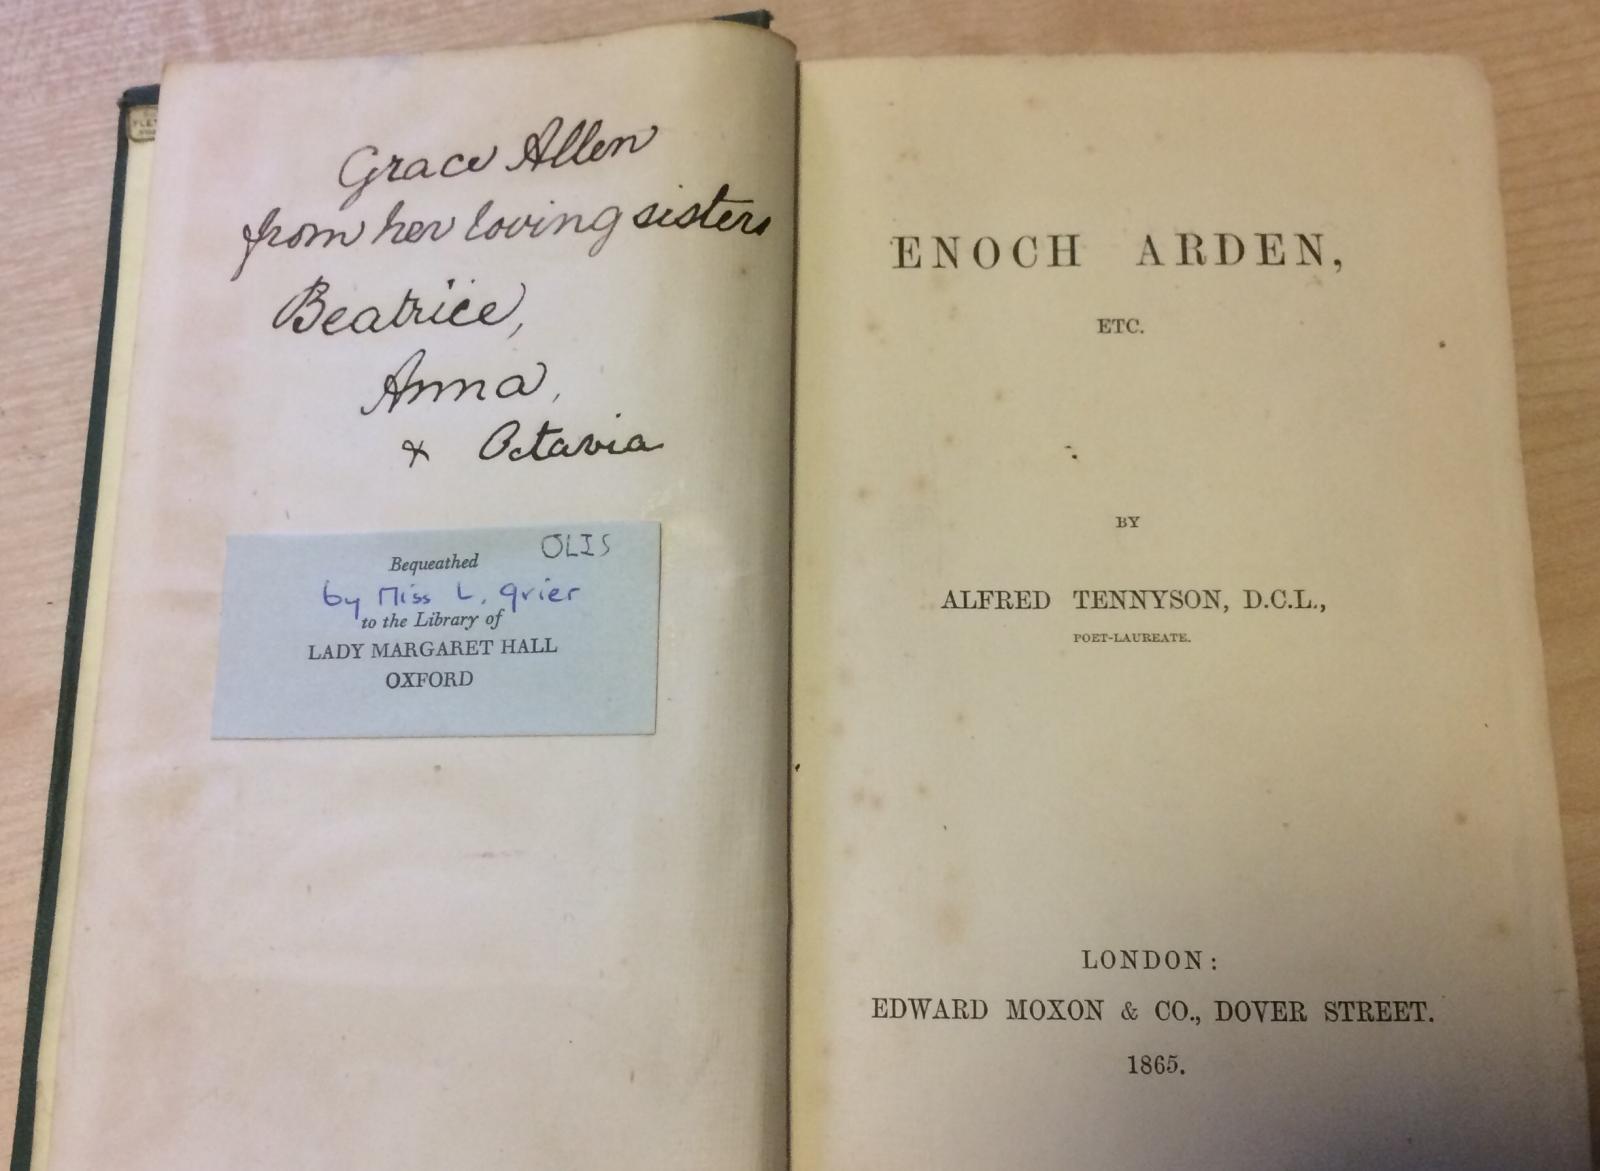 Grace Allen
from her loving sisters
Beatrice,
Anna,
& Octavia
OLIS
Bequeathed
by Miss L. Grier
to the Library of
LADY MARGARET HALL
OXFORD
ENOCH ARDEN,
ETC.
BY
ALFRED TENNYSON, D.C.L.,
POET-LAUREATE.
LONDON:
EDWARD MOXON & CO., DOVER STREET.
1865.